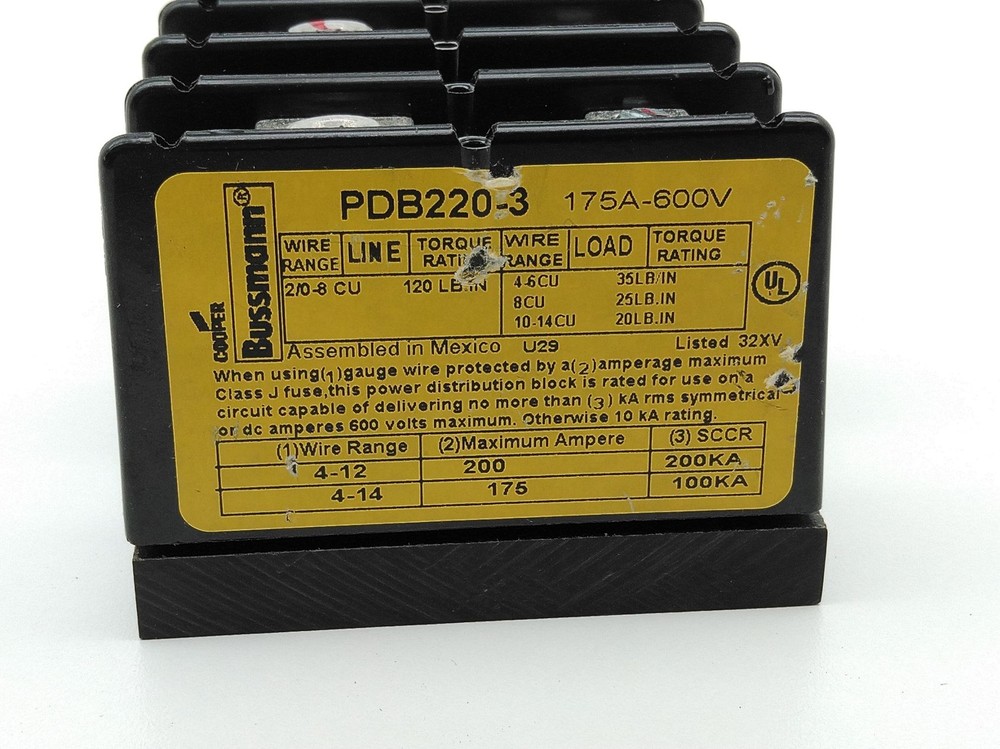 PDB220-3 175A-600V
COOPER
Bussmann®
WIRE RANGE LINE TORQUE RATING WIRE RANGE LOAD TORQUE RATING
2/0-8 CU 120 LB.IN 4-6CU 35LB/IN
8CU 25LB.IN
10-14CU 20LB.IN
UL
Assembled in Mexico U29 Listed 32XV
When using(1)gauge wire protected by a(2)amperage maximum
Class J fuse,this power distribution block is rated for use on a
circuit capable of delivering no more than (3) kA rms symmetrical
or dc amperes 600 volts maximum. Otherwise 10 kA rating.
(1)Wire Range (2)Maximum Ampere (3) SCCR
4-12 200 200KA
4-14 175 100KA